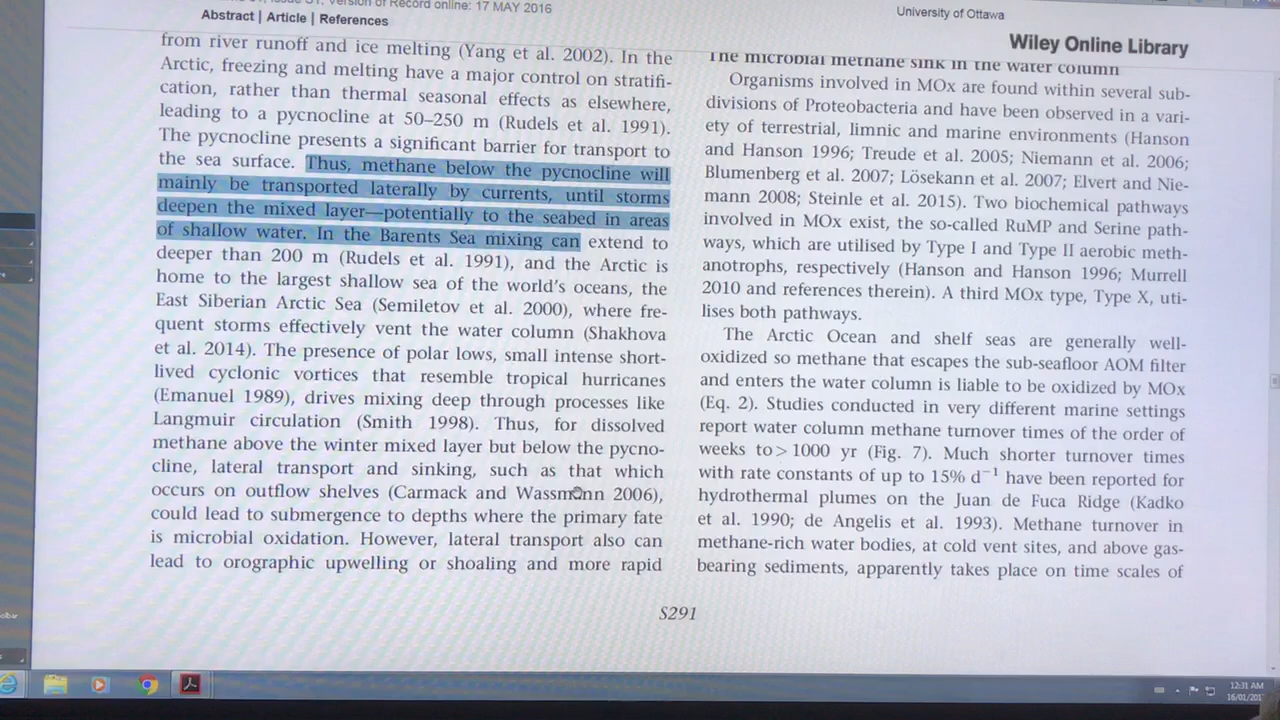 Version of Record online: 17 MAY 2016
Abstract | Article | References
University of Ottawa
Wiley Online Library
from river runoff and ice melting (Yang et al. 2002). In the
Arctic, freezing and melting have a major control on stratifi-
cation, rather than thermal seasonal effects as elsewhere,
leading to a pycnocline at 50–250 m (Rudels et al. 1991).
The pycnocline presents a significant barrier for transport to
the sea surface. Thus, methane below the pycnocline will
mainly be transported laterally by currents, until storms
deepen the mixed layer—potentially to the seabed in areas
of shallow water. In the Barents Sea mixing can extend to
deeper than 200 m (Rudels et al. 1991), and the Arctic is
home to the largest shallow sea of the world's oceans, the
East Siberian Arctic Sea (Semiletov et al. 2000), where fre-
quent storms effectively vent the water column (Shakhova
et al. 2014). The presence of polar lows, small intense short-
lived cyclonic vortices that resemble tropical hurricanes
(Emanuel 1989), drives mixing deep through processes like
Langmuir circulation (Smith 1998). Thus, for dissolved
methane above the winter mixed layer but below the pycno-
cline, lateral transport and sinking, such as that which
occurs on outflow shelves (Carmack and Wassmann 2006),
could lead to submergence to depths where the primary fate
is microbial oxidation. However, lateral transport also can
lead to orographic upwelling or shoaling and more rapid
The microbial methane sink in the water column
Organisms involved in MOx are found within several sub-
divisions of Proteobacteria and have been observed in a vari-
ety of terrestrial, limnic and marine environments (Hanson
and Hanson 1996; Treude et al. 2005; Niemann et al. 2006;
Blumenberg et al. 2007; Lösekann et al. 2007; Elvert and Nie-
mann 2008; Steinle et al. 2015). Two biochemical pathways
involved in MOx exist, the so-called RuMP and Serine path-
ways, which are utilised by Type I and Type II aerobic meth-
anotrophs, respectively (Hanson and Hanson 1996; Murrell
2010 and references therein). A third MOx type, Type X, uti-
lises both pathways.
The Arctic Ocean and shelf seas are generally well-
oxidized so methane that escapes the sub-seafloor AOM filter
and enters the water column is liable to be oxidized by MOx
(Eq. 2). Studies conducted in very different marine settings
report water column methane turnover times of the order of
weeks to > 1000 yr (Fig. 7). Much shorter turnover times
with rate constants of up to 15% d⁻¹ have been reported for
hydrothermal plumes on the Juan de Fuca Ridge (Kadko
et al. 1990; de Angelis et al. 1993). Methane turnover in
methane-rich water bodies, at cold vent sites, and above gas-
bearing sediments, apparently takes place on time scales of
S291
12:31 AM